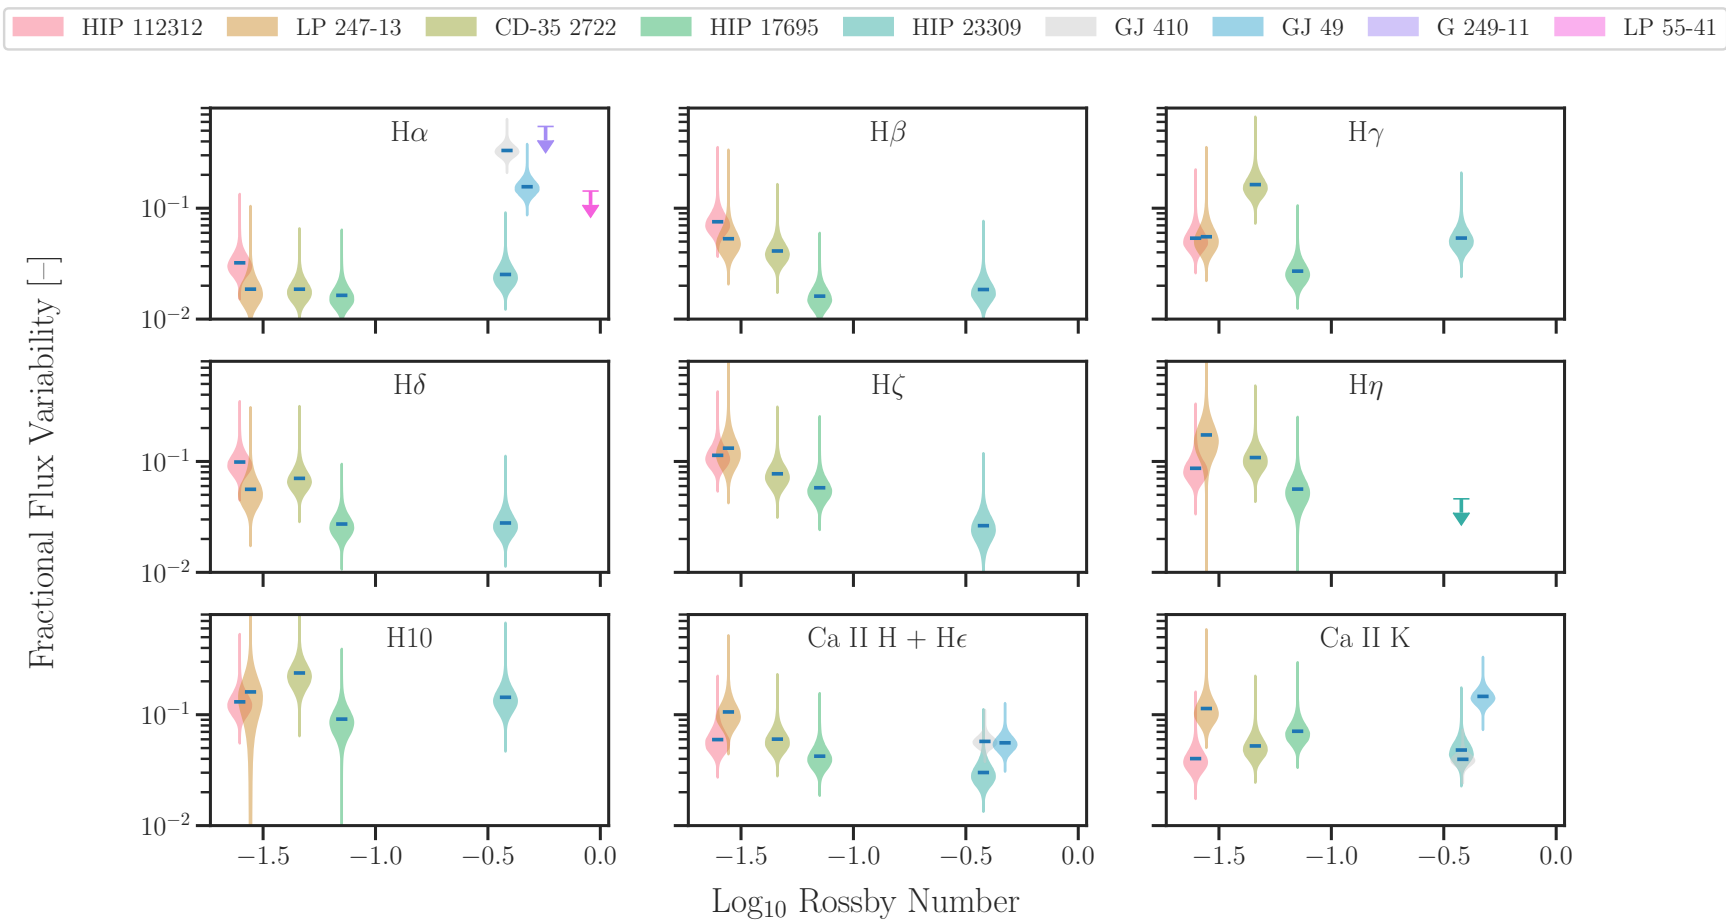 HIP 112312 LP 247-13 CD-35 2722 HIP 17695 HIP 23309 GJ 410 GJ 49 G 249-11 LP 55-41
Fractional Flux Variability [–]
Hα Hβ Hγ
10⁻¹
10⁻²
Hδ Hζ Hη
10⁻¹
10⁻²
H10 Ca II H + Hϵ Ca II K
10⁻¹
10⁻²
−1.5 −1.0 −0.5 0.0 −1.5 −1.0 −0.5 0.0 −1.5 −1.0 −0.5 0.0
Log₁₀ Rossby Number